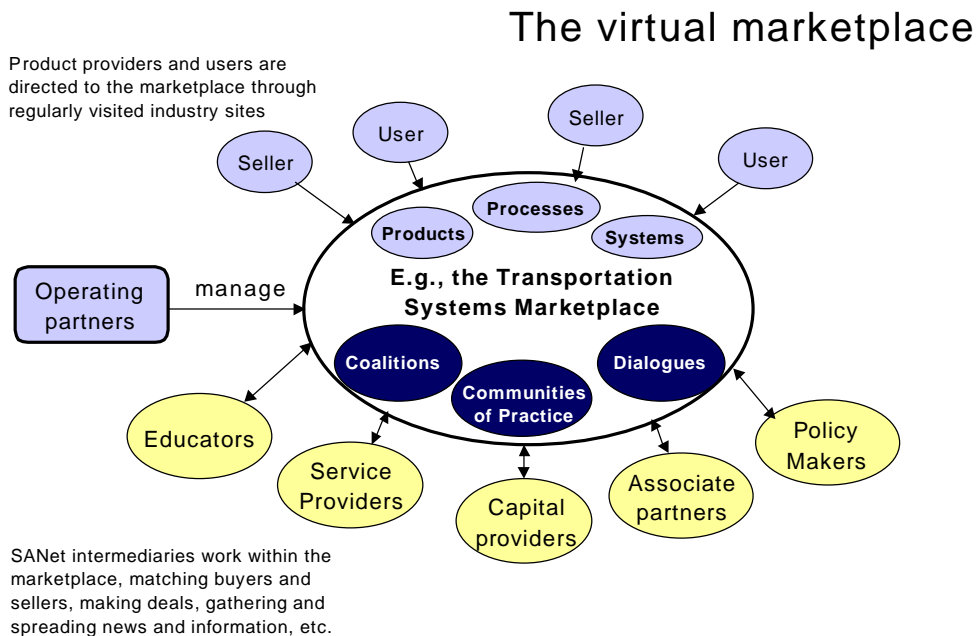 The virtual marketplace
Product providers and users are
directed to the marketplace through
regularly visited industry sites
Seller
User
Seller
User
Products
Processes
Systems
E.g., the Transportation
Systems Marketplace
Operating
partners
manage
Coalitions
Communities
of Practice
Dialogues
Educators
Service
Providers
Capital
providers
Associate
partners
Policy
Makers
SANet intermediaries work within the
marketplace, matching buyers and
sellers, making deals, gathering and
spreading news and information, etc.